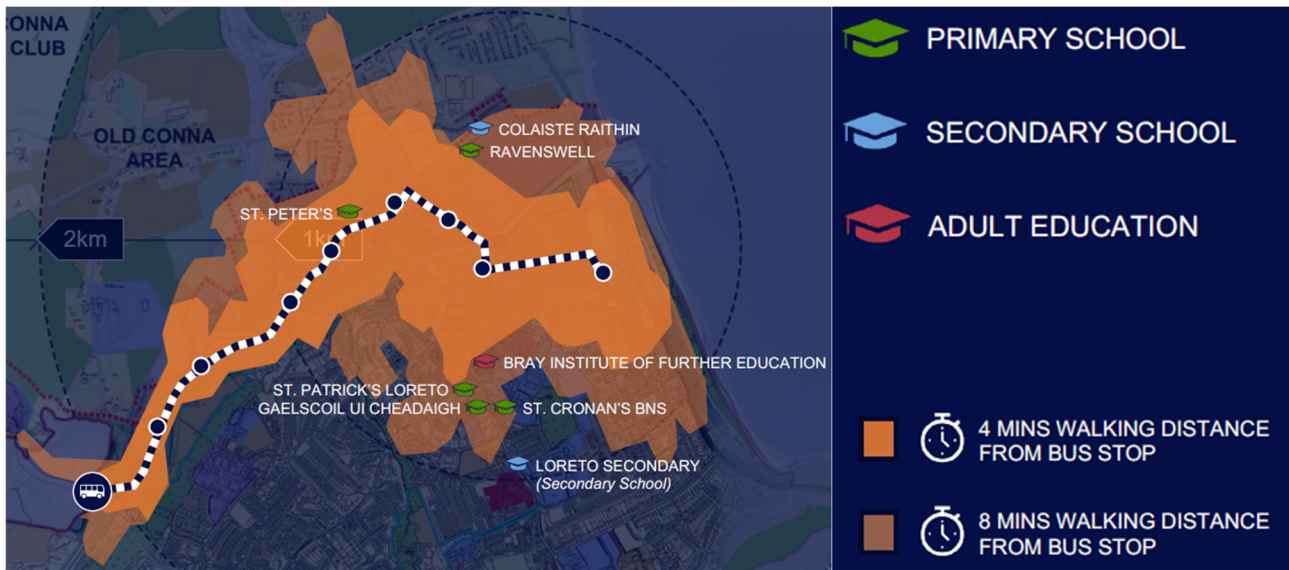 CONNA
CLUB
OLD CONNA
AREA
2km
1km
COLAISTE RAITHIN
RAVENSWELL
ST. PETER'S
BRAY INSTITUTE OF FURTHER EDUCATION
ST. PATRICK'S LORETO
GAELSCOIL UI CHEADAIGH
ST. CRONAN'S BNS
LORETO SECONDARY
(Secondary School)
PRIMARY SCHOOL
SECONDARY SCHOOL
ADULT EDUCATION
4 MINS WALKING DISTANCE
FROM BUS STOP
8 MINS WALKING DISTANCE
FROM BUS STOP